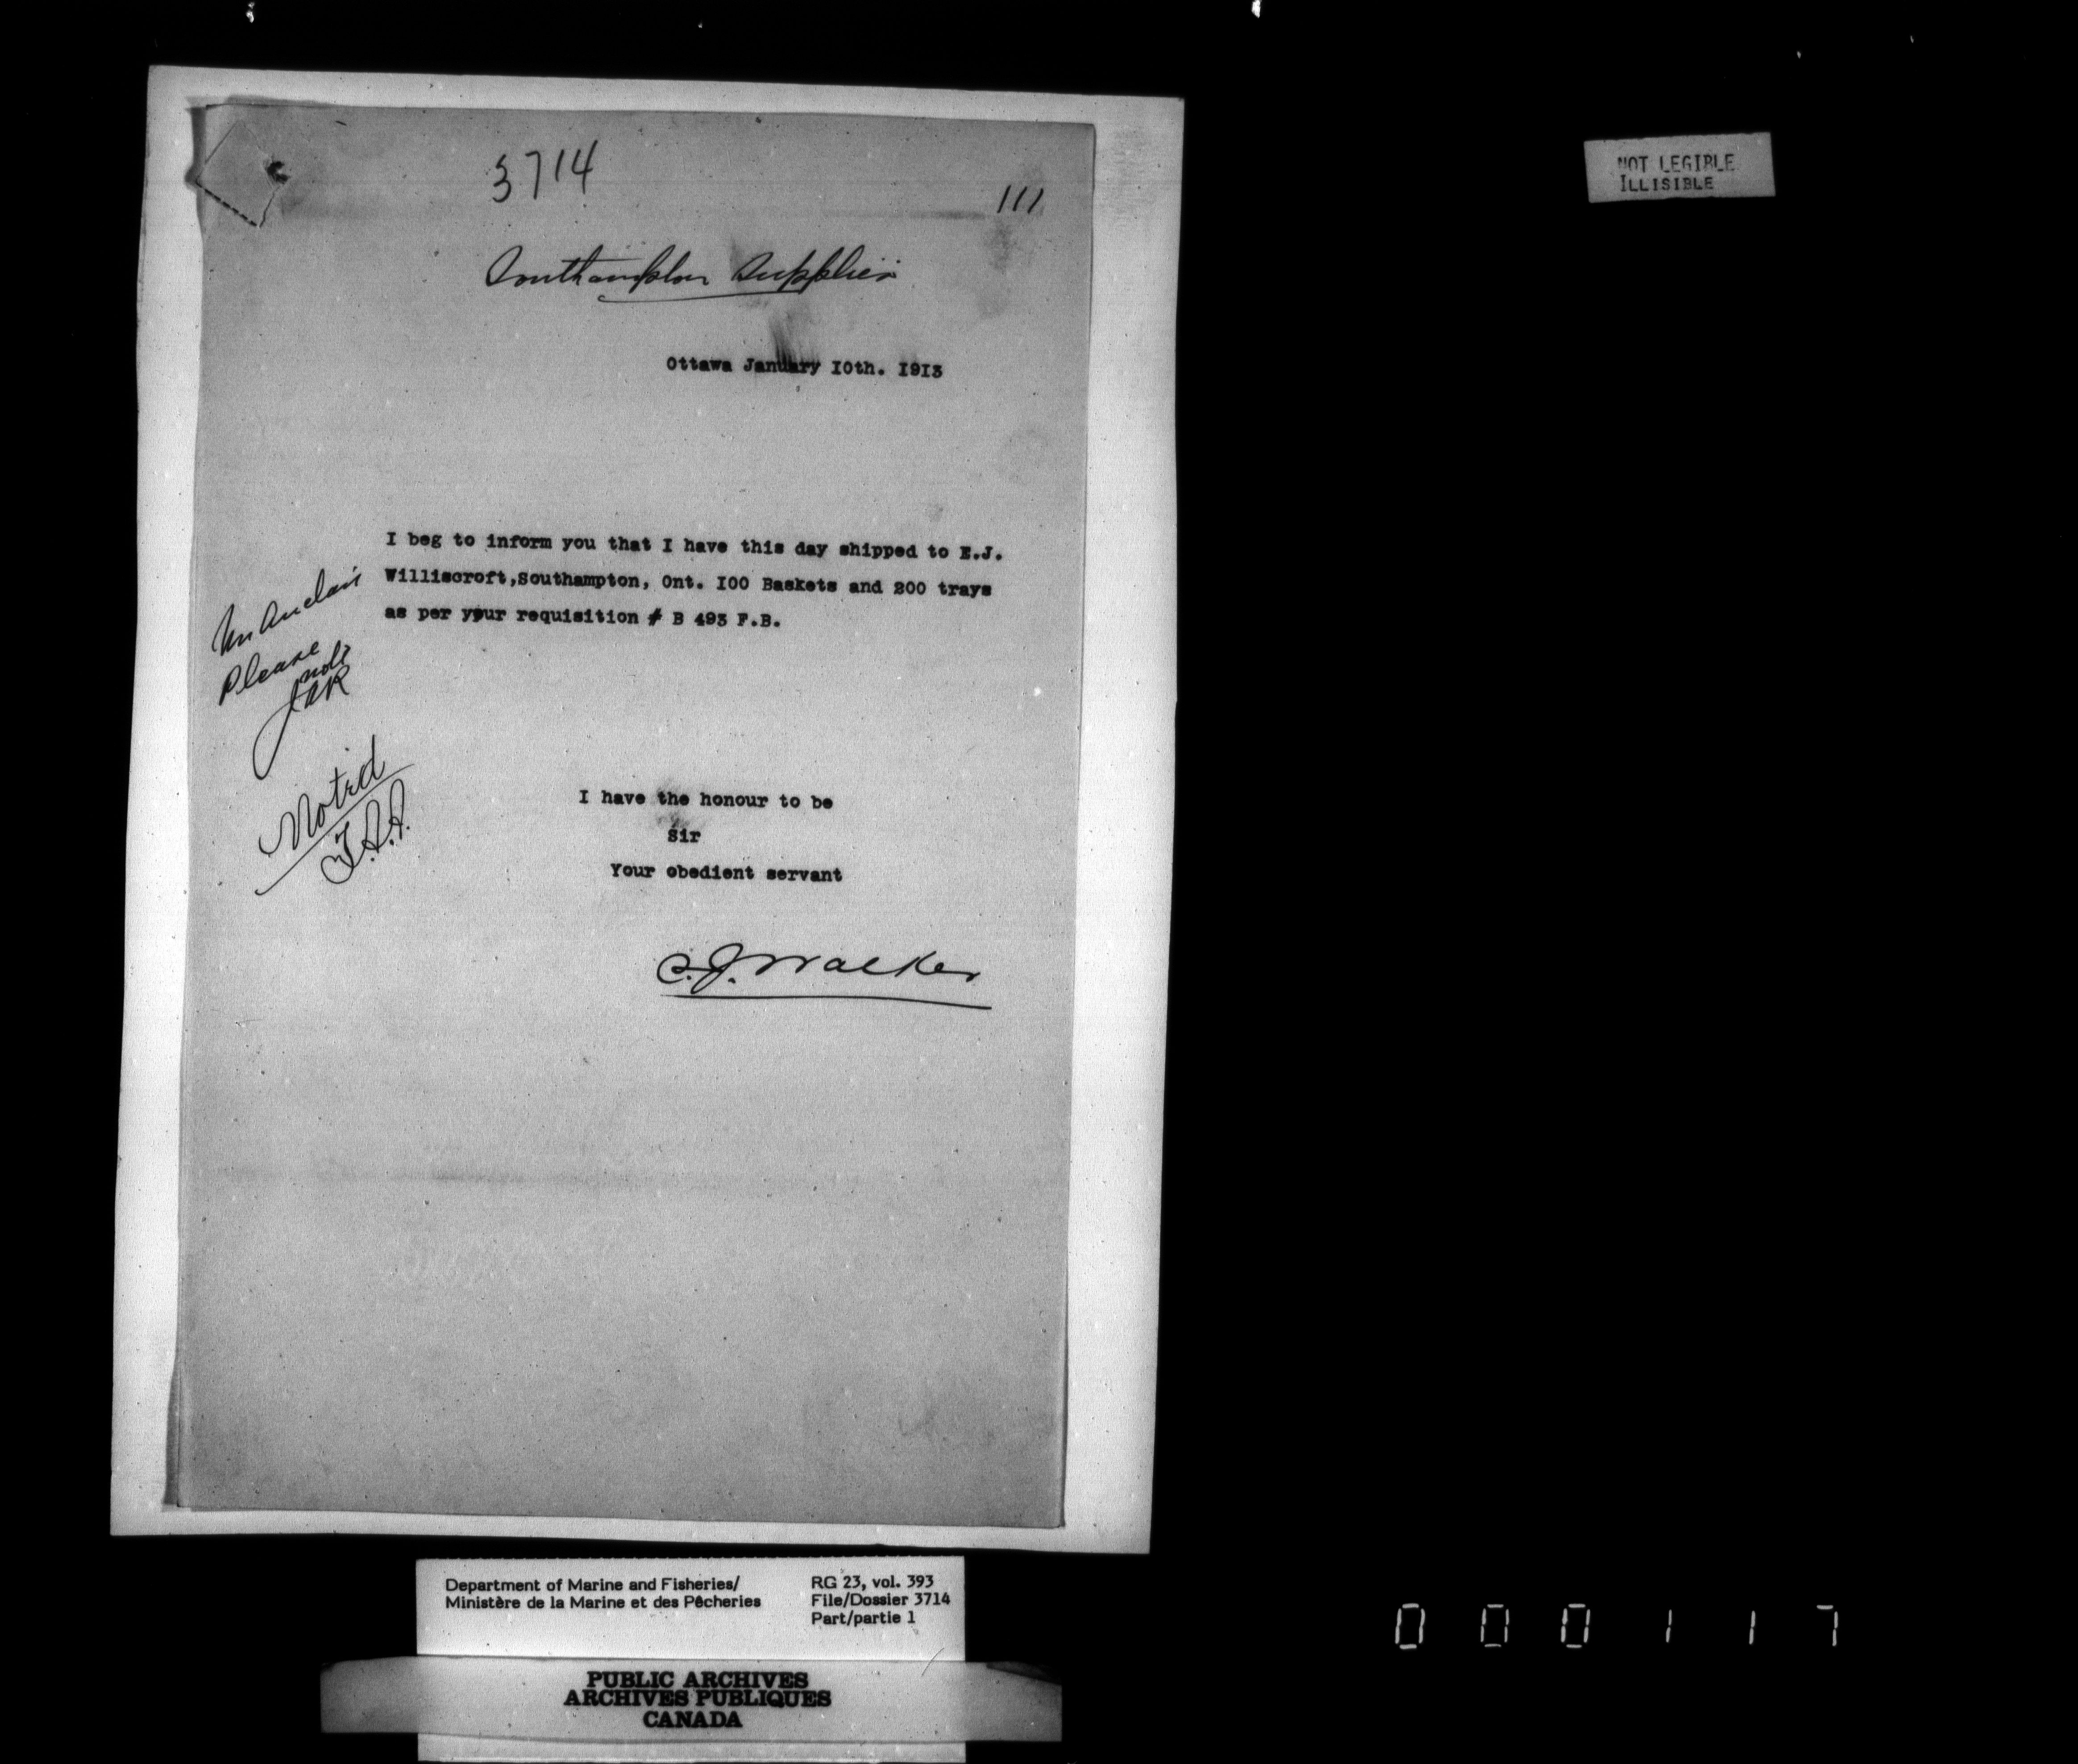 3714
111
Southampton Supplies
Ottawa January 10th. 1913
I beg to inform you that I have this day shipped to E.J.
Williscroft,Southampton, Ont. 100 Baskets and 200 trays
as per your requisition # B 493 F.B.
Please
note
Noted
I have the honour to be
Sir
Your obedient servant
C.J. Walker
NOT LEGIBLE
ILLISIBLE
Department of Marine and Fisheries/
Ministère de la Marine et des Pêcheries
RG 23, vol. 393
File/Dossier 3714
Part/partie 1
PUBLIC ARCHIVES
ARCHIVES PUBLIQUES
CANADA
000117